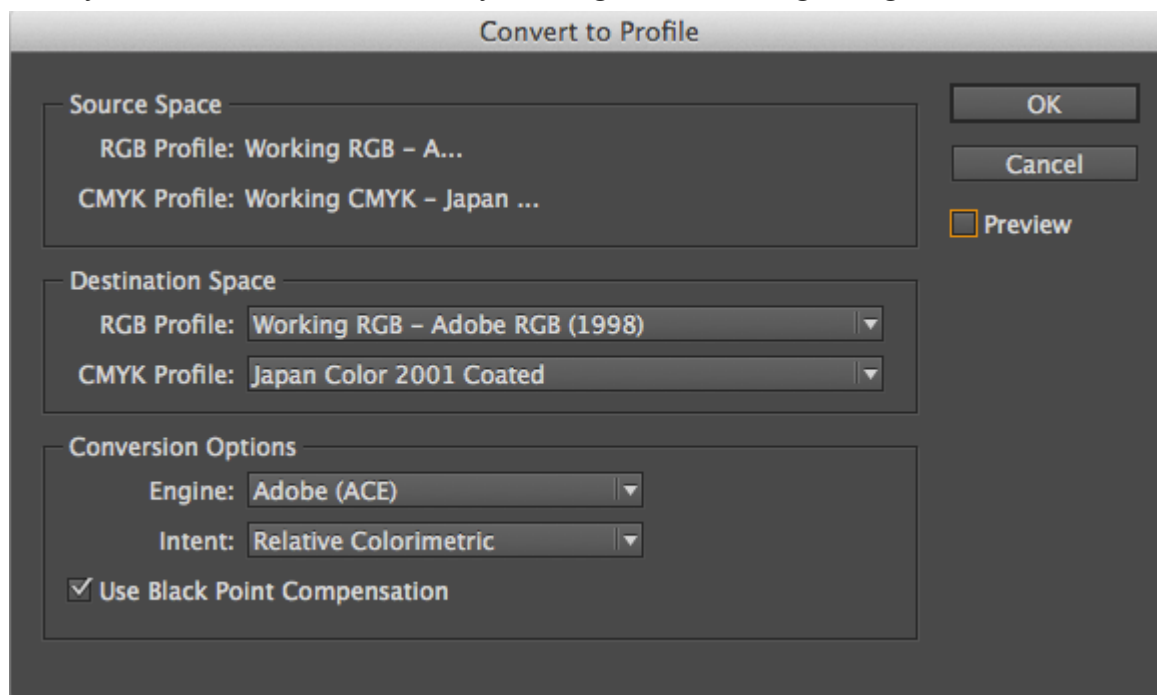 Convert to Profile
Source Space
RGB Profile: Working RGB – A...
CMYK Profile: Working CMYK – Japan ...
OK
Cancel
Preview
Destination Space
RGB Profile: Working RGB – Adobe RGB (1998)
CMYK Profile: Japan Color 2001 Coated
Conversion Options
Engine: Adobe (ACE)
Intent: Relative Colorimetric
Use Black Point Compensation